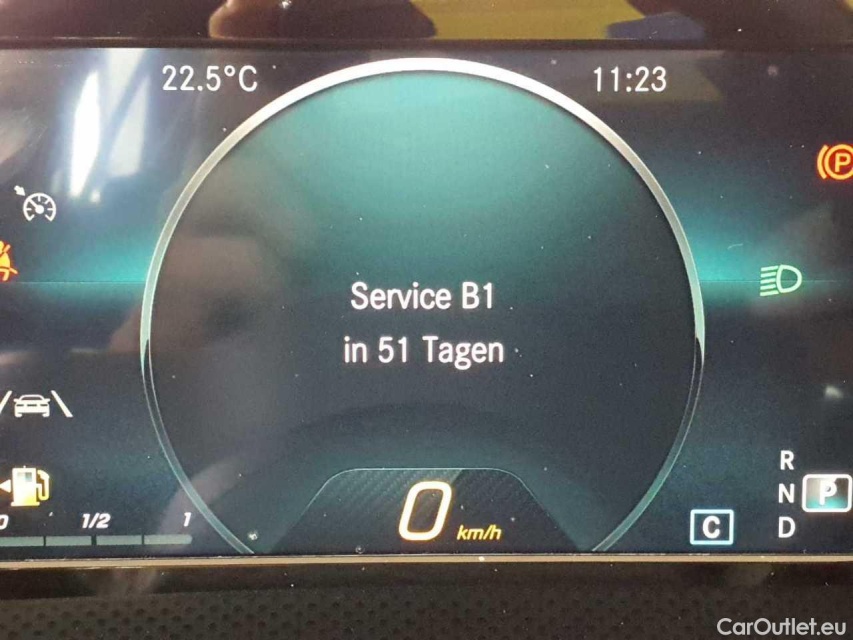 22.5°C 11:23
P
Service B1
in 51 Tagen
R
N P
D
C
0 1/2 1
0 km/h
CarOutlet.eu